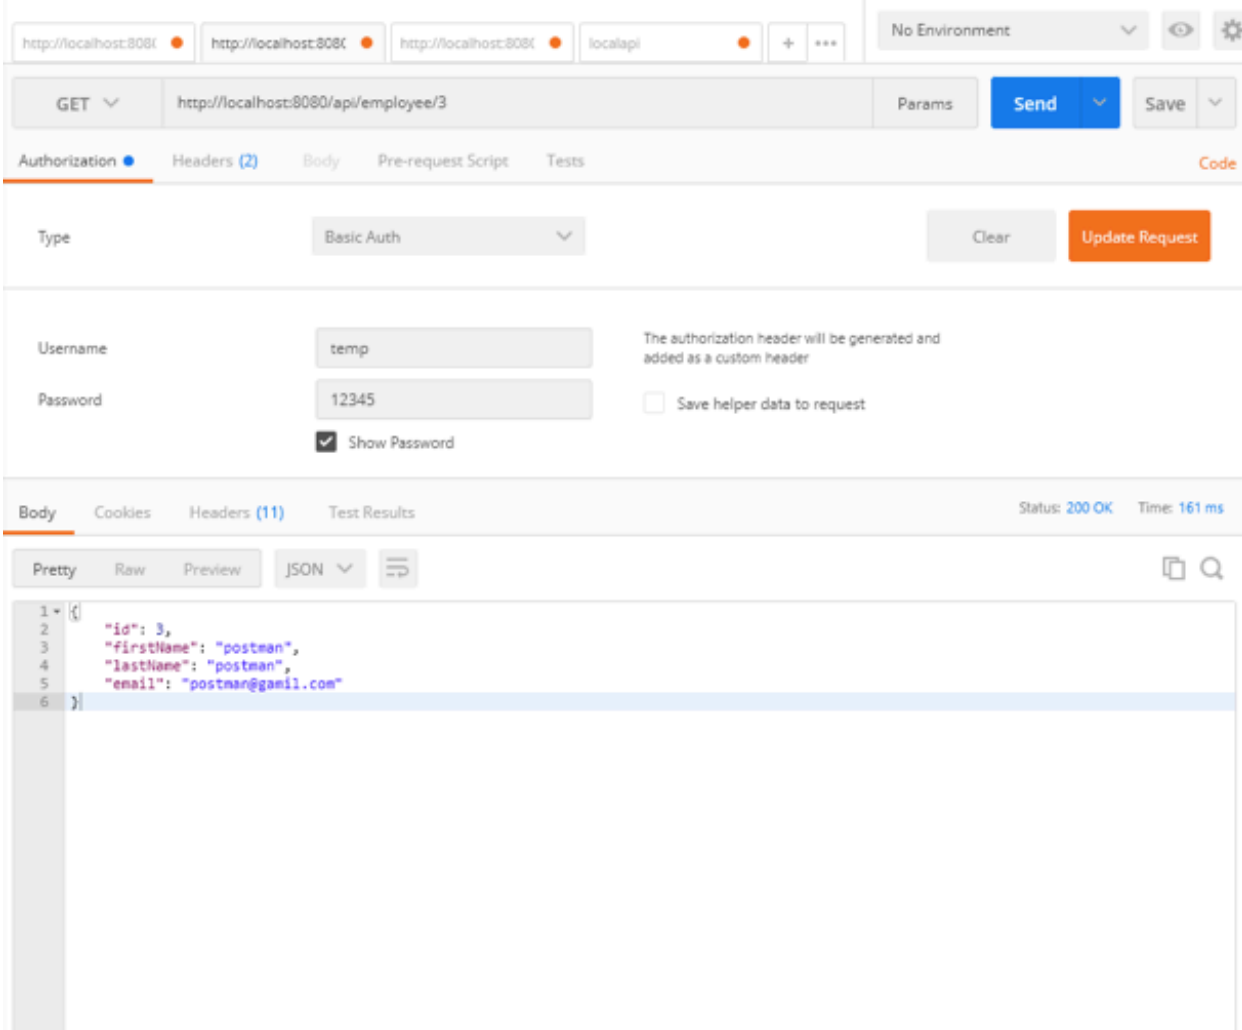 http://localhost:808( http://localhost:808( http://localhost:808( localapi + ••• No Environment
GET http://localhost:8080/api/employee/3 Params Send Save
Authorization Headers (2) Body Pre-request Script Tests Code
Type Basic Auth Clear Update Request
Username temp The authorization header will be generated and
added as a custom header
Password 12345 Save helper data to request
Show Password
Body Cookies Headers (11) Test Results Status: 200 OK Time: 161 ms
Pretty Raw Preview JSON
1 {
2 "id": 3,
3 "firstName": "postman",
4 "lastName": "postman",
5 "email": "postman@gamil.com"
6 }